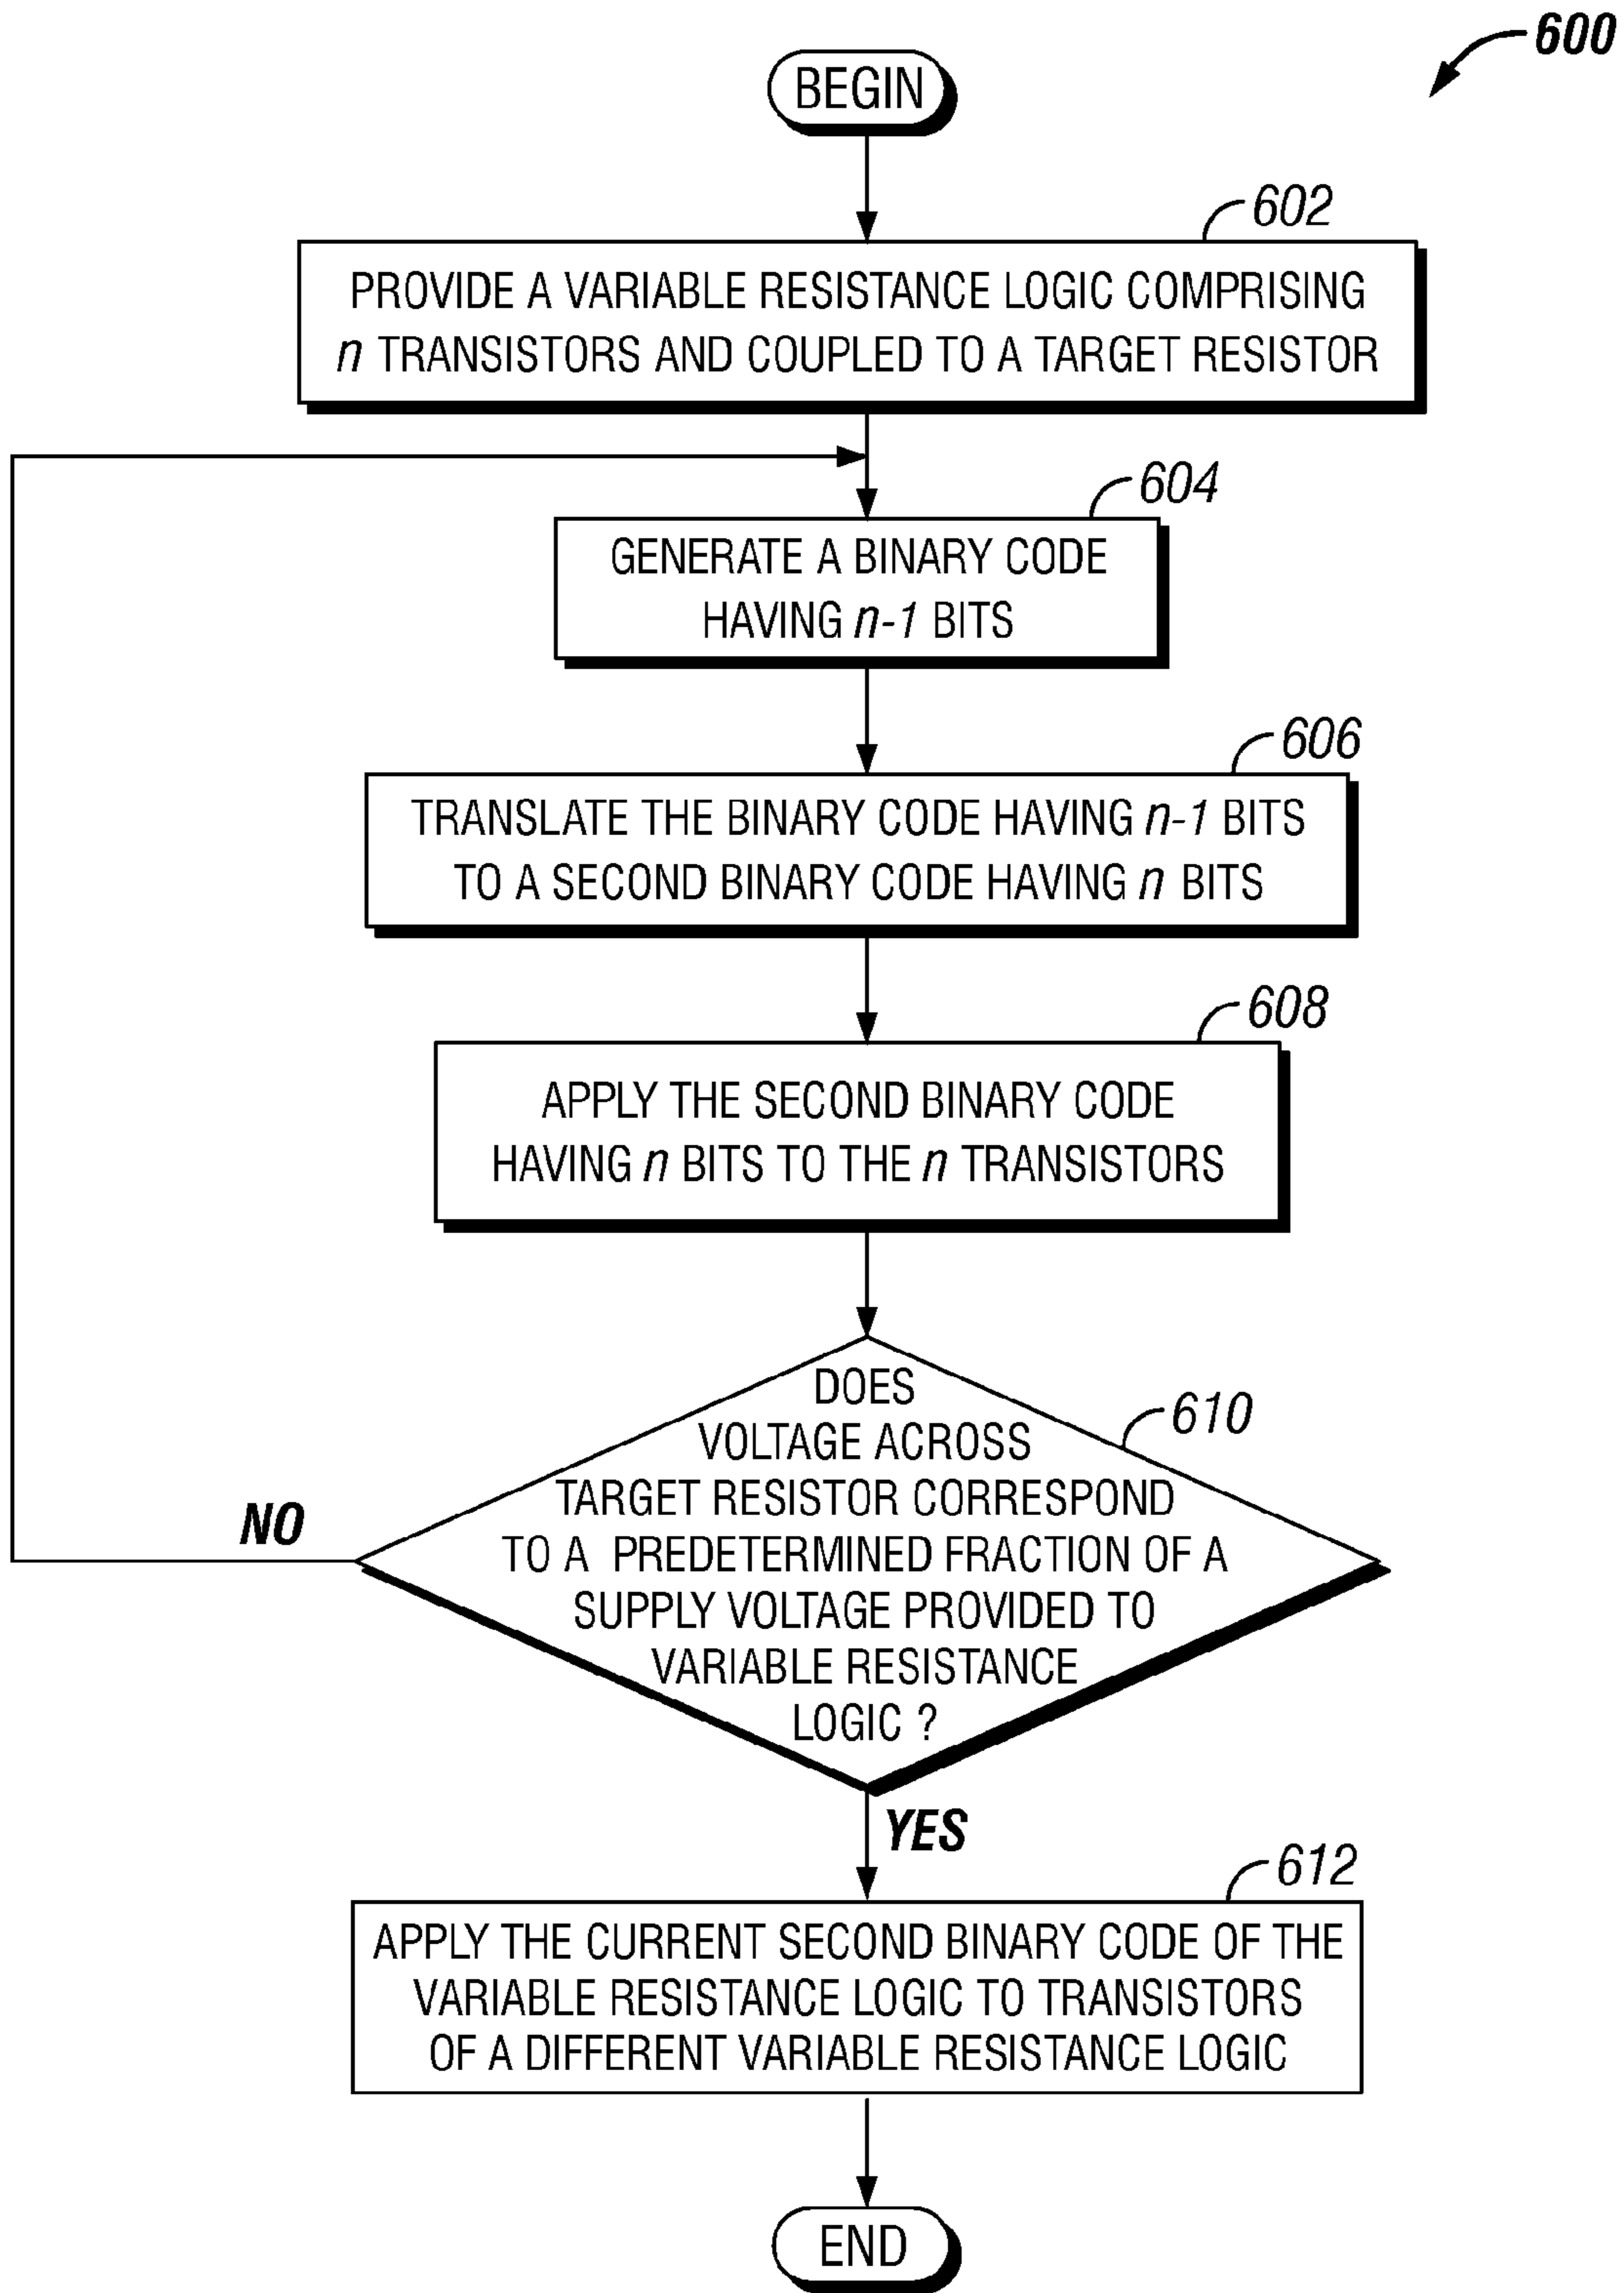 600
BEGIN
602
PROVIDE A VARIABLE RESISTANCE LOGIC COMPRISING
n TRANSISTORS AND COUPLED TO A TARGET RESISTOR
604
GENERATE A BINARY CODE
HAVING n-1 BITS
606
TRANSLATE THE BINARY CODE HAVING n-1 BITS
TO A SECOND BINARY CODE HAVING n BITS
608
APPLY THE SECOND BINARY CODE
HAVING n BITS TO THE n TRANSISTORS
610
DOES
VOLTAGE ACROSS
TARGET RESISTOR CORRESPOND
TO A PREDETERMINED FRACTION OF A
SUPPLY VOLTAGE PROVIDED TO
VARIABLE RESISTANCE
LOGIC ?
NO
YES
612
APPLY THE CURRENT SECOND BINARY CODE OF THE
VARIABLE RESISTANCE LOGIC TO TRANSISTORS
OF A DIFFERENT VARIABLE RESISTANCE LOGIC
END